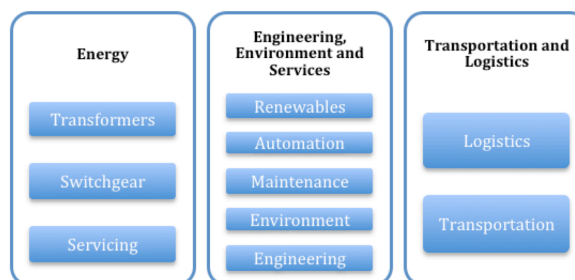 Energy
Transformers
Switchgear
Servicing
Engineering,
Environment and
Services
Renewables
Automation
Maintenance
Environment
Engineering
Transportation and
Logistics
Logistics
Transportation